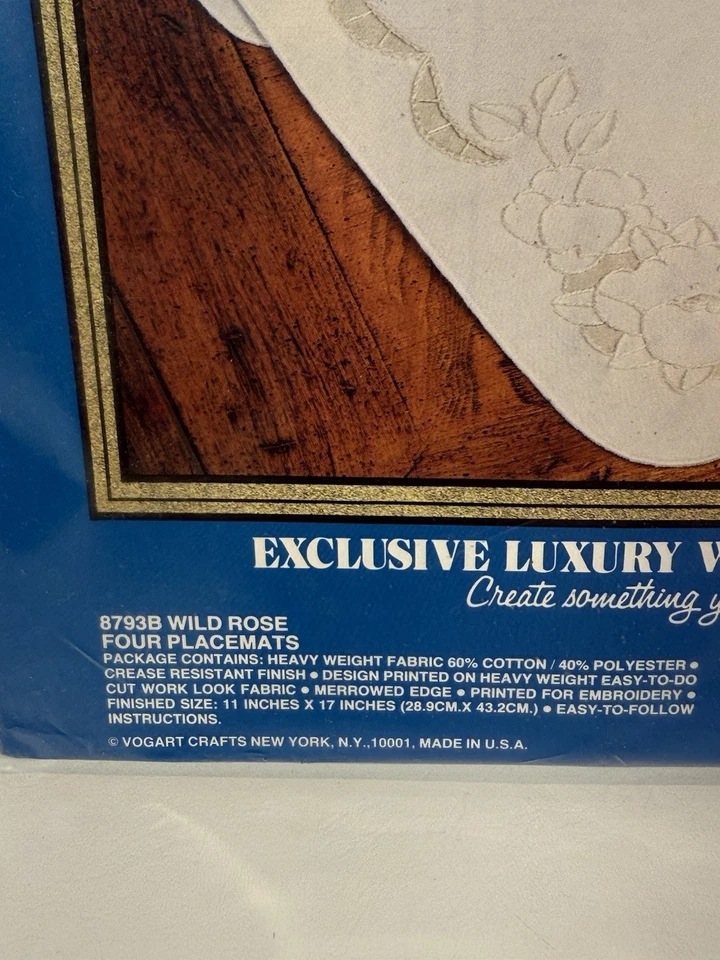 EXCLUSIVE LUXURY
Create something
8793B WILD ROSE
FOUR PLACEMATS
PACKAGE CONTAINS: HEAVY WEIGHT FABRIC 60% COTTON / 40% POLYESTER •
CREASE RESISTANT FINISH • DESIGN PRINTED ON HEAVY WEIGHT EASY-TO-DO
CUT WORK LOOK FABRIC • MERROWED EDGE • PRINTED FOR EMBROIDERY •
FINISHED SIZE: 11 INCHES X 17 INCHES (28.9CM.X 43.2CM.) • EASY-TO-FOLLOW
INSTRUCTIONS.
© VOGART CRAFTS NEW YORK, N.Y.,10001, MADE IN U.S.A.